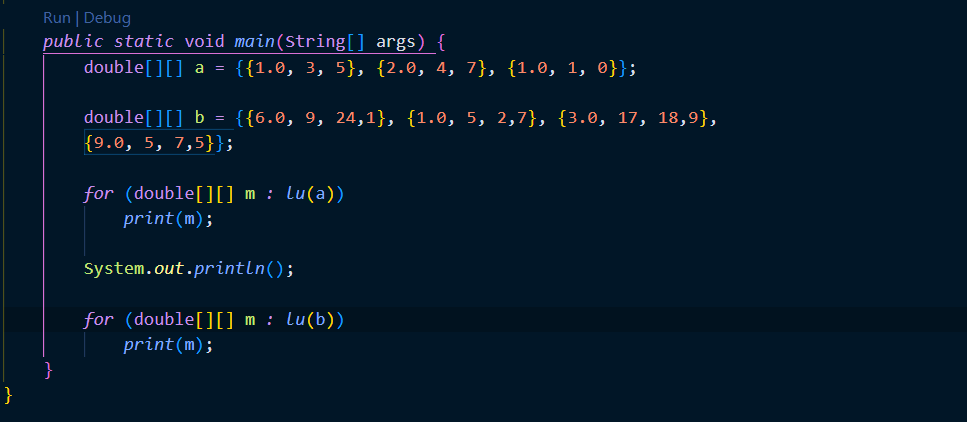 Run | Debug
public static void main(String[] args) {
double[][] a = {{1.0, 3, 5}, {2.0, 4, 7}, {1.0, 1, 0}};
double[][] b = {{6.0, 9, 24,1}, {1.0, 5, 2,7}, {3.0, 17, 18,9},
{9.0, 5, 7,5}};
for (double[][] m : lu(a))
print(m);
System.out.println();
for (double[][] m : lu(b))
print(m);
}
}